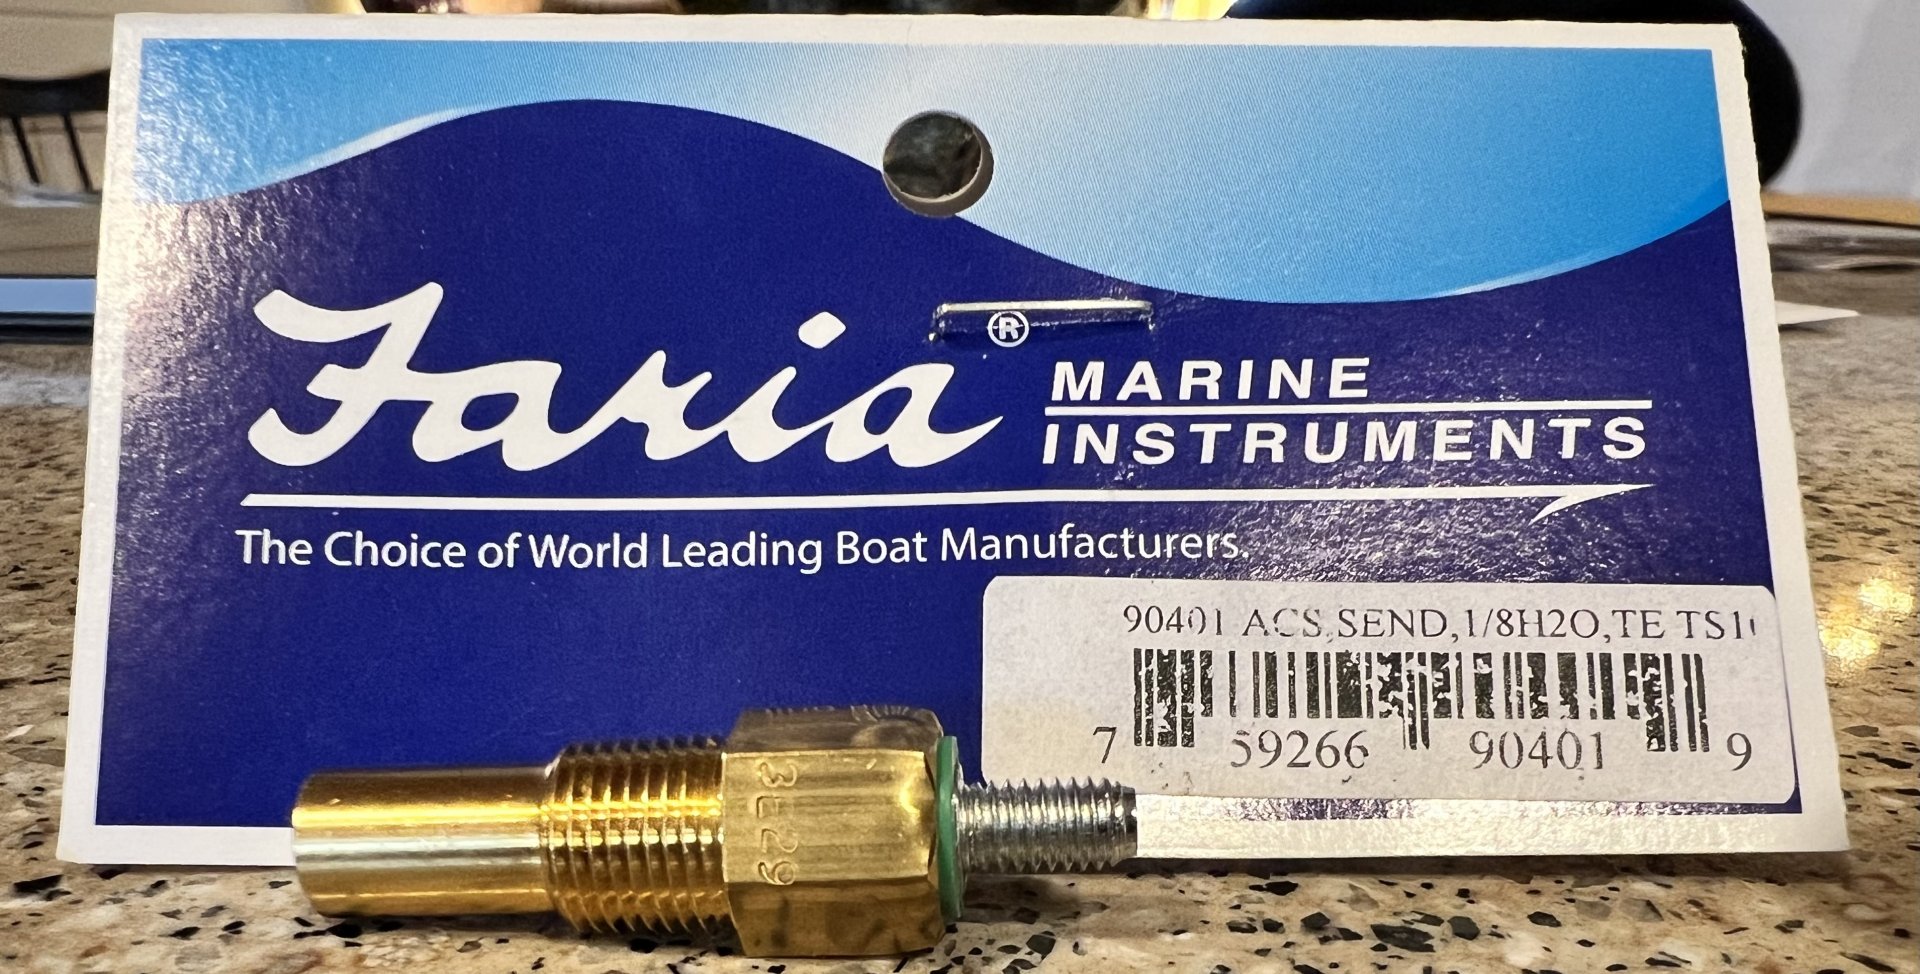 Faria®
MARINE
INSTRUMENTS
The Choice of World Leading Boat Manufacturers.
90401 ACS,SEND,1/8H2O,TE TS1
7 59266 90401 9
3E29